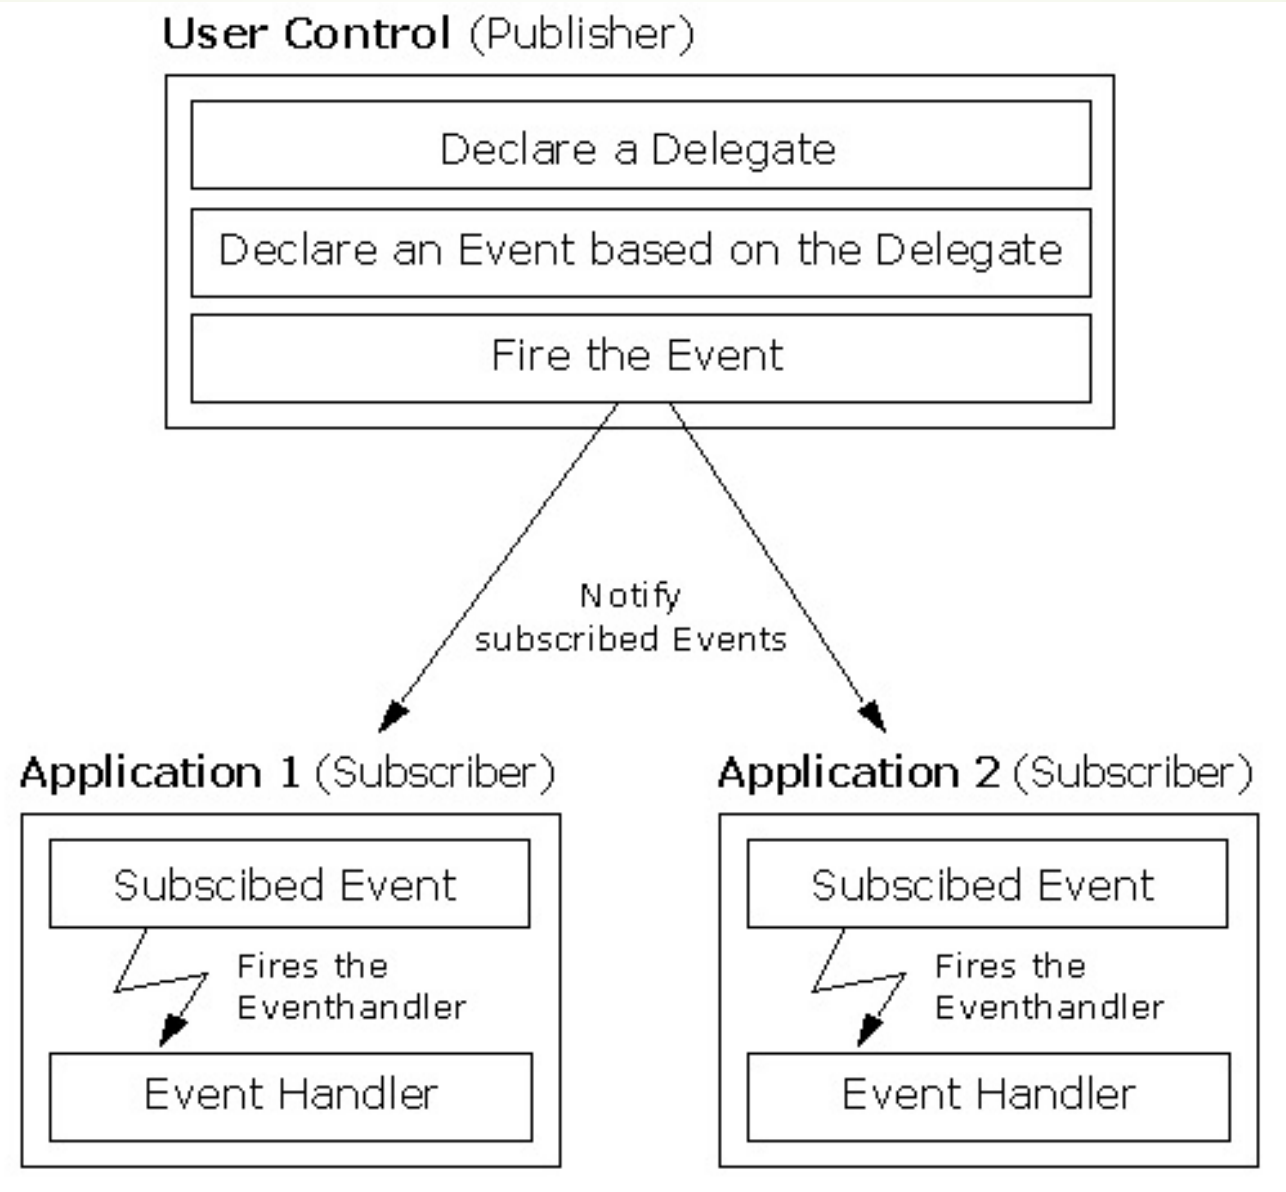 User Control (Publisher)
Declare a Delegate
Declare an Event based on the Delegate
Fire the Event
Notify
subscribed Events
Application 1 (Subscriber)
Subscibed Event
Fires the
Eventhandler
Event Handler
Application 2 (Subscriber)
Subscibed Event
Fires the
Eventhandler
Event Handler